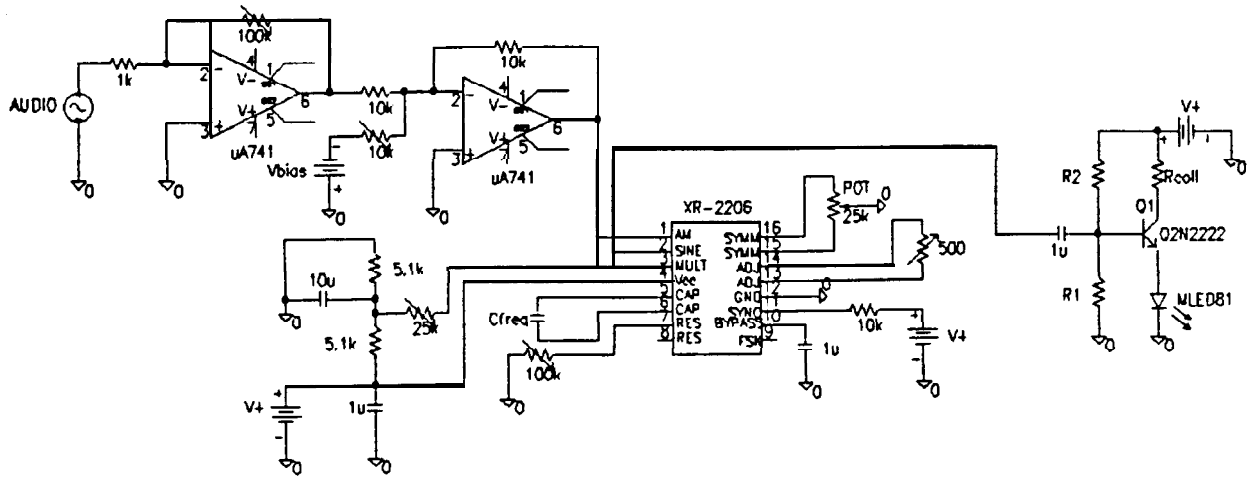 100k
1k
AUDIO
2
-
4
V-
1
6
3
+
V+
7
5
uA741
0
0
10k
10k
Vbias
-
+
0
10k
2
-
4
V-
1
6
3
+
V+
5
uA741
0
XR-2206
1 AM SYMM 16
2 SINE SYMM 15
3 MULT ADJ 14
4 Vcc ADJ 13
5 CAP GND 12
6 CAP SYNC 11
7 RES BYPASS 10
8 RES FSK 9
POT
25k
0
500
0
10k
+
V+
-
0
1u
0
5.1k
10u
0
25k
5.1k
V+
+
-
0
1u
0
Cfreq
100k
0
V+
+
-
0
R2
Rcoll
Q1
Q2N2222
1u
R1
MLED81
0
0